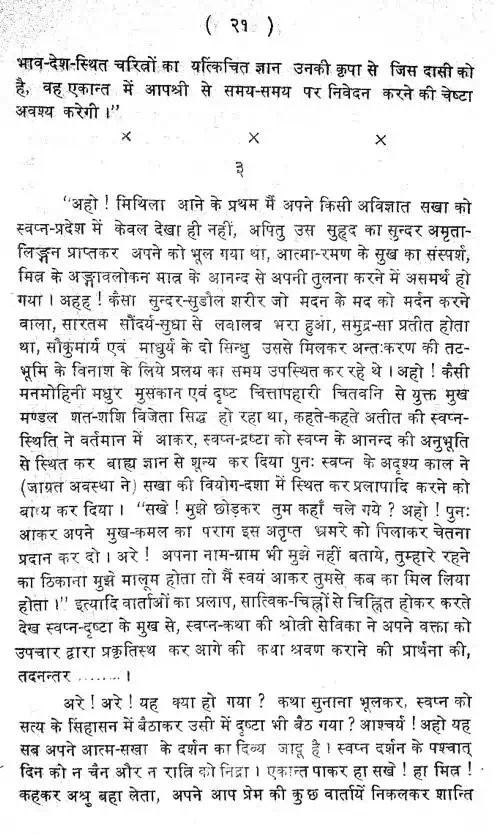 ( २१ )
भाव-देश-स्थित चरित्रों का यत्किंचित ज्ञान उनकी कृपा से जिस दासी को
है, वह एकान्त में आपश्री से समय-समय पर निवेदन करने की चेष्टा
अवश्य करेगी ।”
× × ×
३
“अहो ! मिथिला आने के प्रथम मैं अपने किसी अविज्ञात सखा को
स्वप्न-प्रदेश में केवल देखा ही नहीं, अपितु उस सुहृद का सुन्दर अमृता-
लिङ्गन प्राप्तकर अपने को भूल गया था, आत्मा-रमण के सुख का संस्पर्श,
मित्र के अङ्गावलोकन मात्र के आनन्द से अपनी तुलना करने में असमर्थ हो
गया । अहह ! कैसा सुन्दर-सुडौल शरीर जो मदन के मद को मर्दन करने
वाला, सारतम सौंदर्य-सुधा से लबालब भरा हुआ, समुद्र-सा प्रतीत होता
था, सौकुमार्य एवं माधुर्य के दो सिन्धु उससे मिलकर अन्तःकरण की तट-
भूमि के विनाश के लिये प्रलय का समय उपस्थित कर रहे थे । अहो ! कैसी
मनमोहिनी मधुर मुसकान एवं दृष्ट चित्तापहारी चितवनि से युक्त मुख
मण्डल शत-शशि विजेता सिद्ध हो रहा था, कहते-कहते अतीत की स्वप्न-
स्थिति ने वर्तमान में आकर, स्वप्न-द्रष्टा को स्वप्न के आनन्द की अनुभूति
से स्थित कर बाह्य ज्ञान से शून्य कर दिया पुनः स्वप्न के अदृश्य काल ने
(जाग्रत अवस्था ने) सखा की वियोग-दशा में स्थित कर प्रलापादि करने को
बाध्य कर दिया । “सखे ! मुझे छोड़कर तुम कहाँ चले गये ? अहो ! पुनः
आकर अपने मुख-कमल का पराग इस अतृप्त भ्रमरे को पिलाकर चेतना
प्रदान कर दो । अरे ! अपना नाम-ग्राम भी मुझे नहीं बताये, तुम्हारे रहने
का ठिकाना मुझे मालूम होता तो मैं स्वयं आकर तुमसे कब का मिल लिया
होता ।” इत्यादि वार्ताओं का प्रलाप, सात्विक-चिह्नों से चिह्नित होकर करते
देख स्वप्न-दृष्टा के मुख से, स्वप्न-कथा की श्रोत्री सेविका ने अपने वक्ता को
उपचार द्वारा प्रकृतिस्थ कर आगे की कथा श्रवण कराने की प्रार्थना की,
तदनन्तर ........ ।
अरे ! अरे ! यह क्या हो गया ? कथा सुनाना भूलकर, स्वप्न को
सत्य के सिंहासन में बैठाकर उसी में दृष्टा भी बैठ गया ? आश्चर्य ! अहो यह
सब अपने आत्म-सखा के दर्शन का दिव्य जादू है । स्वप्न दर्शन के पश्चात्
दिन को न चैन और न रात्रि को निद्रा । एकान्त पाकर हा सखे ! हा मित्र !
कहकर अश्रु बहा लेता, अपने आप प्रेम की कुछ वार्तायें निकलकर शान्ति